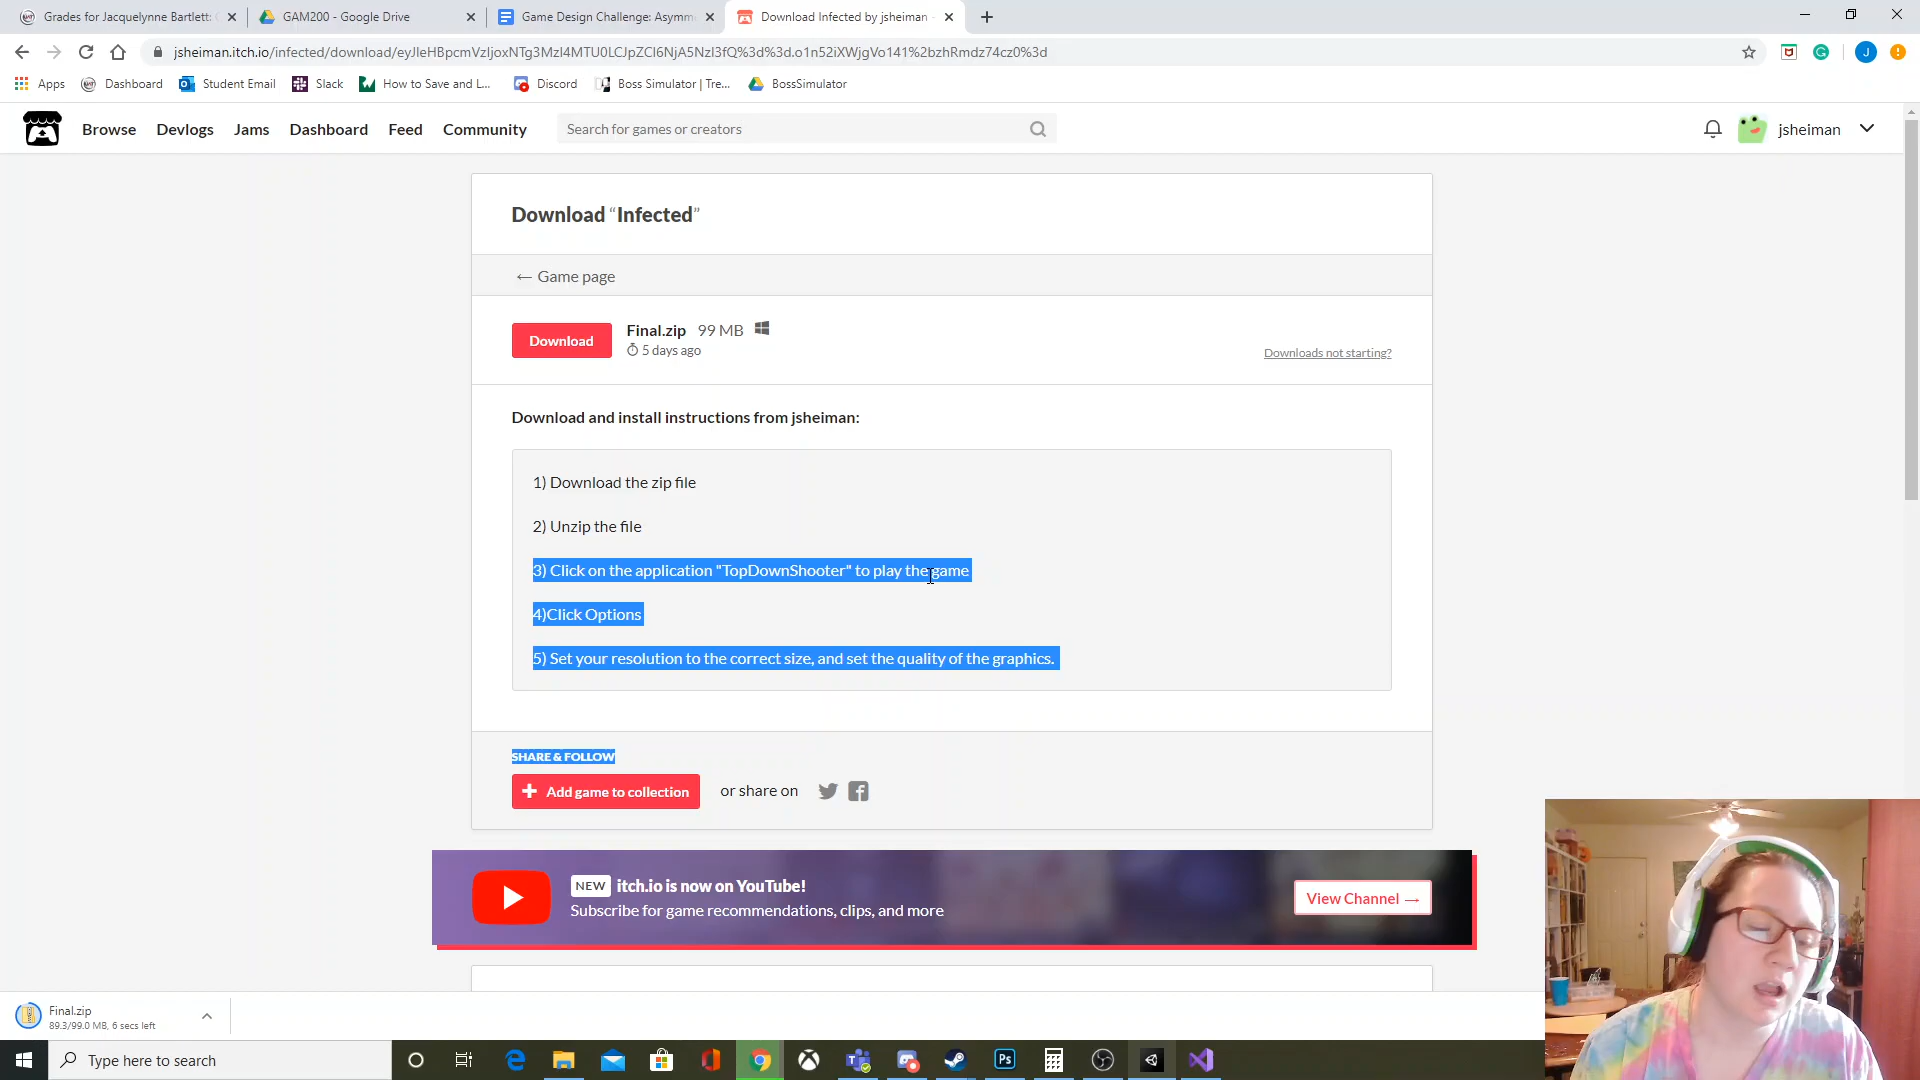 Grades for Jacquelynne Bartlett:
GAM200 - Google Drive
Game Design Challenge: Asymm
Download Infected by jsheiman
jsheiman.itch.io/infected/download/eyJleHBpcmVzIjoxNTg3MzI4MTU0LCJpZCI6NjA5NzI3fQ%3d%3d.o1n52iXWjgVo141%2bzhRmdz74cz0%3d
J
Apps
Dashboard
Student Email
Slack
How to Save and L...
Discord
Boss Simulator | Tre...
BossSimulator
Browse
Devlogs
Jams
Dashboard
Feed
Community
Search for games or creators
jsheiman
Download “Infected”
← Game page
Download
Final.zip 99 MB
5 days ago
Downloads not starting?
Download and install instructions from jsheiman:
1) Download the zip file
2) Unzip the file
3) Click on the application "TopDownShooter" to play the game
4)Click Options
5) Set your resolution to the correct size, and set the quality of the graphics.
SHARE & FOLLOW
+ Add game to collection
or share on
NEW itch.io is now on YouTube!
Subscribe for game recommendations, clips, and more
View Channel →
Final.zip
89.3/99.0 MB, 6 secs left
Type here to search
Ps